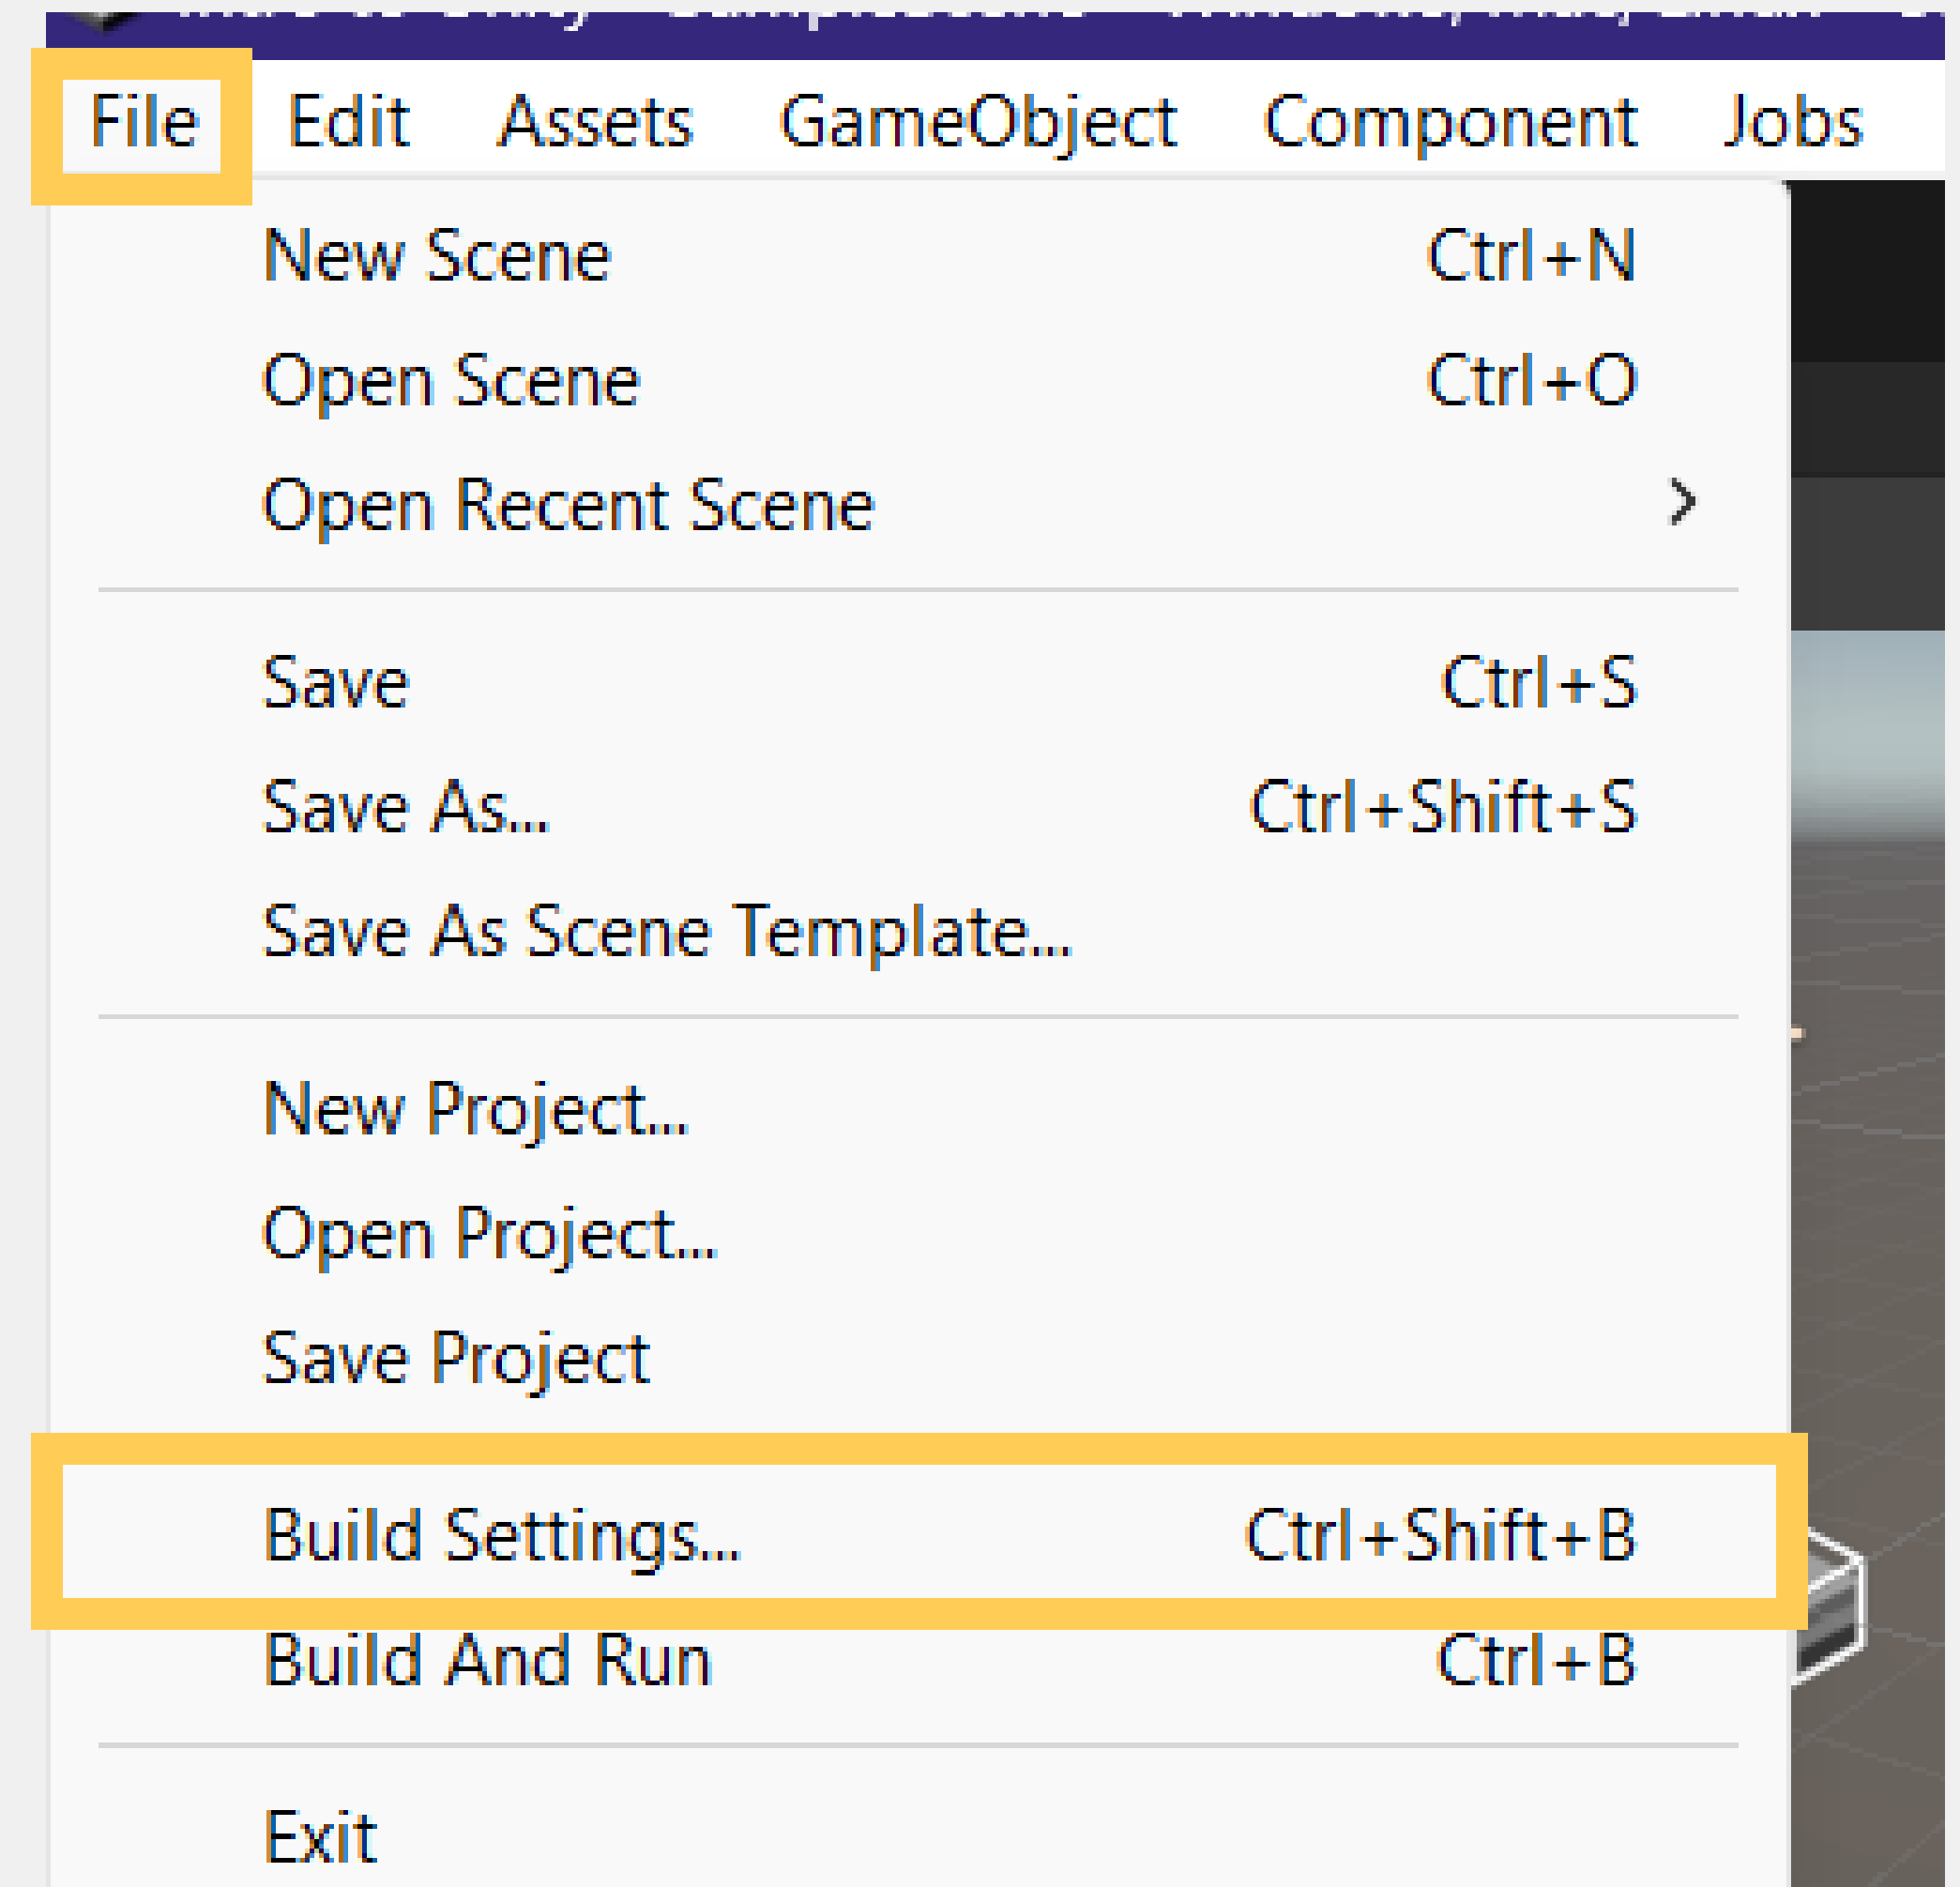 File Edit Assets GameObject Component Jobs
New Scene Ctrl+N
Open Scene Ctrl+O
Open Recent Scene
Save Ctrl+S
Save As... Ctrl+Shift+S
Save As Scene Template...
New Project...
Open Project...
Save Project
Build Settings... Ctrl+Shift+B
Build And Run Ctrl+B
Exit